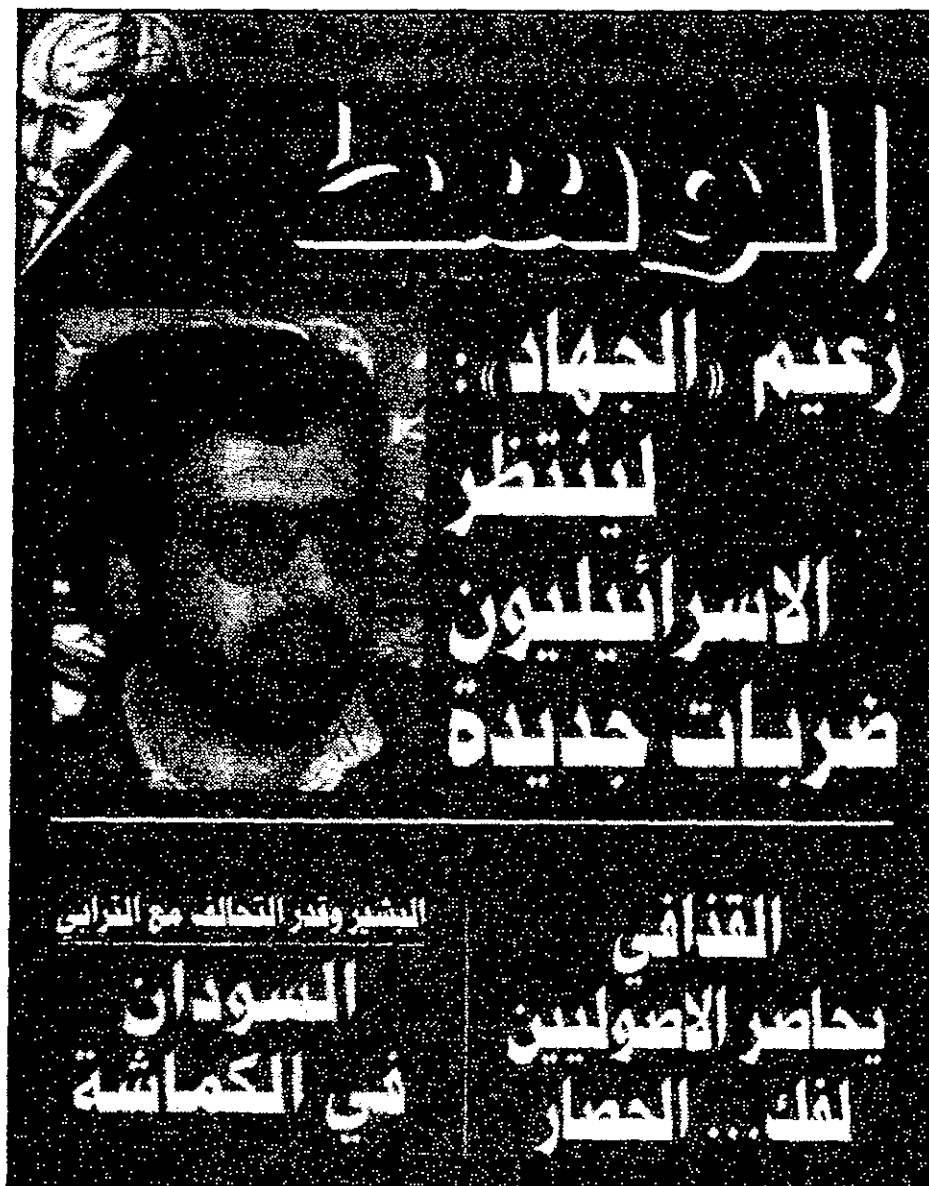 الوسط
زعيم «الجهاد»:
لينتظر
الاسرائيليون
ضربات جديدة
القذافي
يحاصر الاصوليين
لفك... الحصار
البشير وقدر التحالف مع الترابي
السودان
في الكماشة